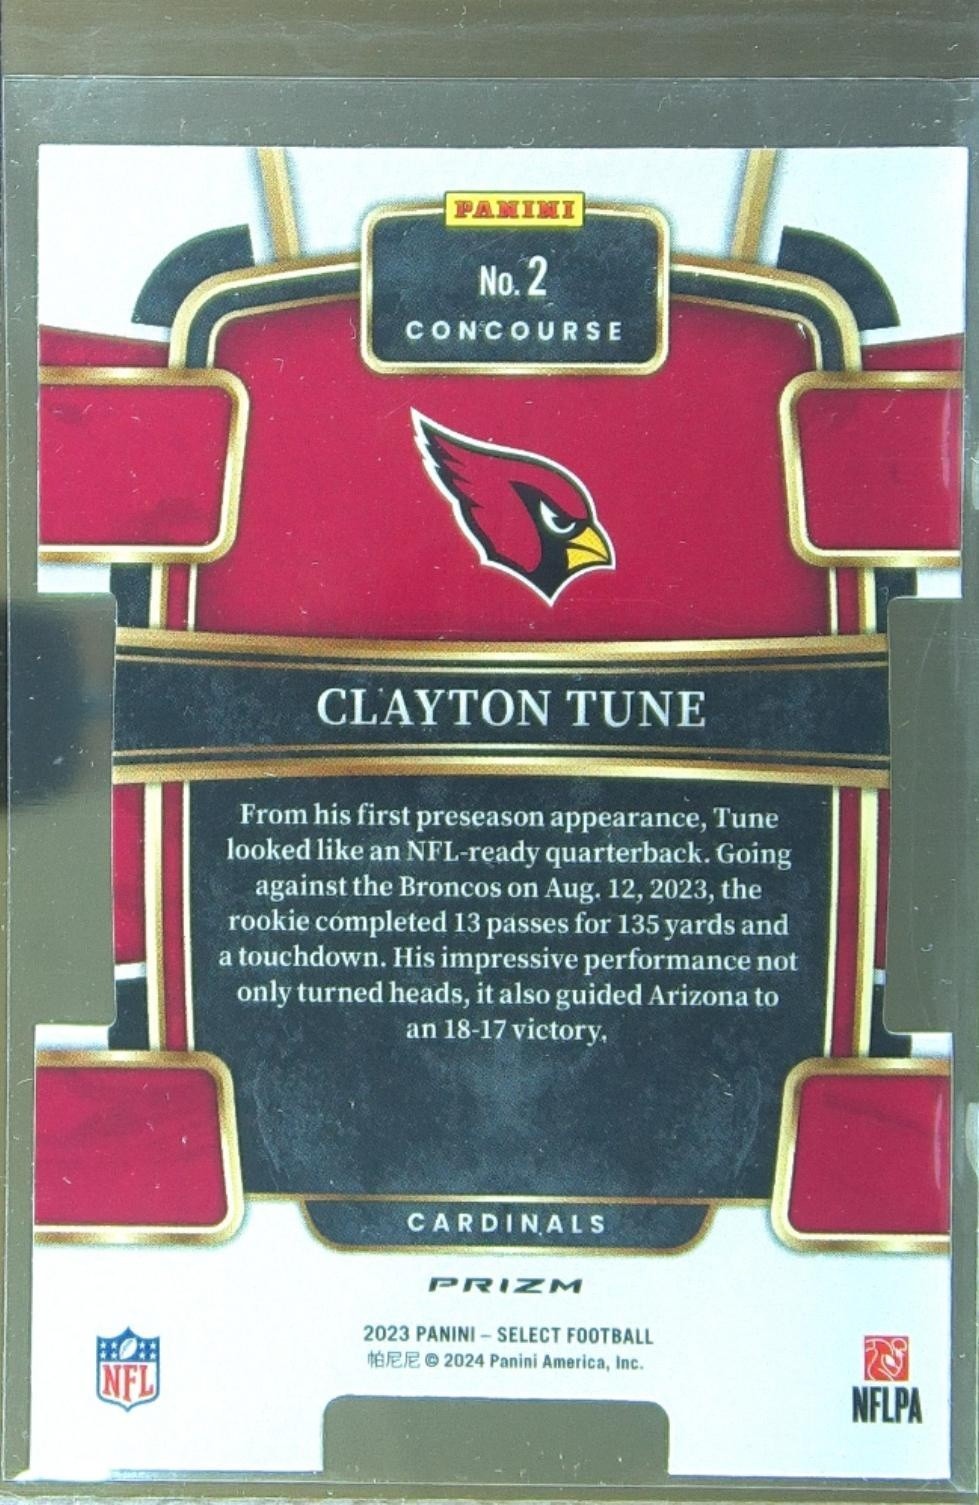 PANINI
No. 2
CONCOURSE
CLAYTON TUNE
From his first preseason appearance, Tune
looked like an NFL-ready quarterback. Going
against the Broncos on Aug. 12, 2023, the
rookie completed 13 passes for 135 yards and
a touchdown. His impressive performance not
only turned heads, it also guided Arizona to
an 18-17 victory.
CARDINALS
PRIZM
2023 PANINI – SELECT FOOTBALL
帕尼尼 © 2024 Panini America, Inc.
NFL
NFLPA